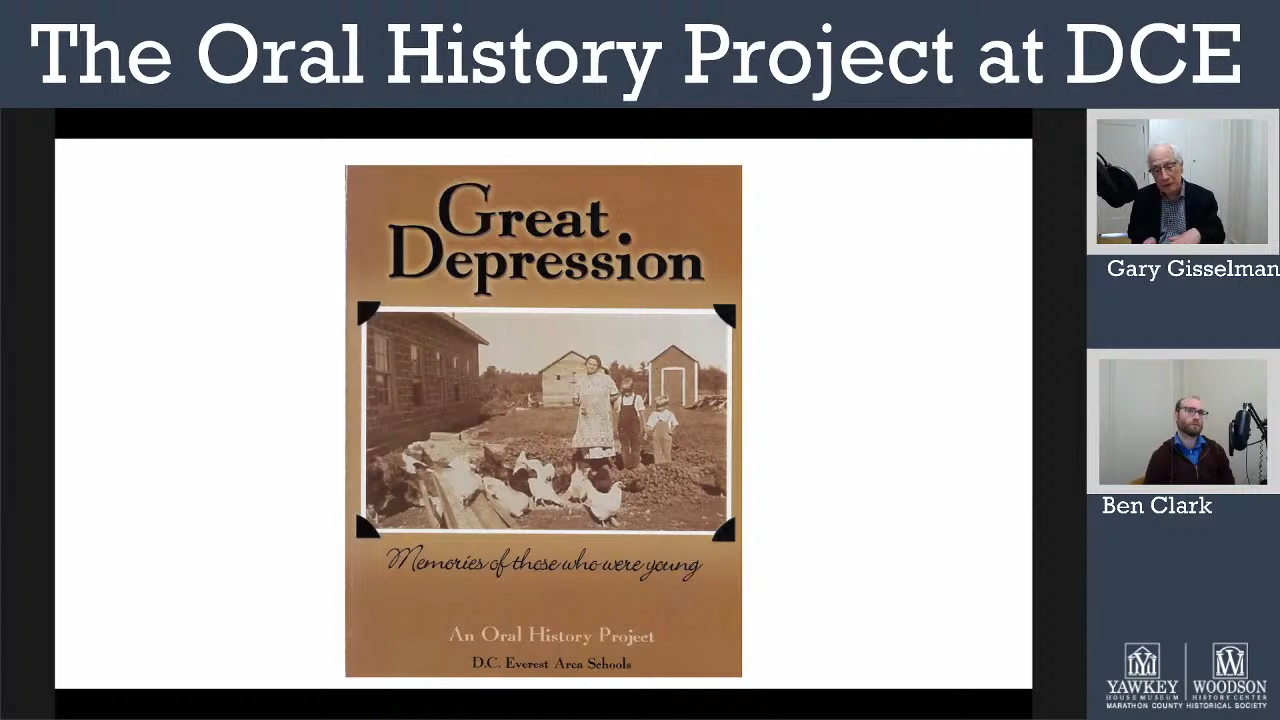 The Oral History Project at DCE
Great
Depression
Memories of those who were young
An Oral History Project
D.C. Everest Area Schools
Gary Gisselman
Ben Clark
YAWKEY
HOUSE MUSEUM
WOODSON
HISTORY CENTER
MARATHON COUNTY HISTORICAL SOCIETY